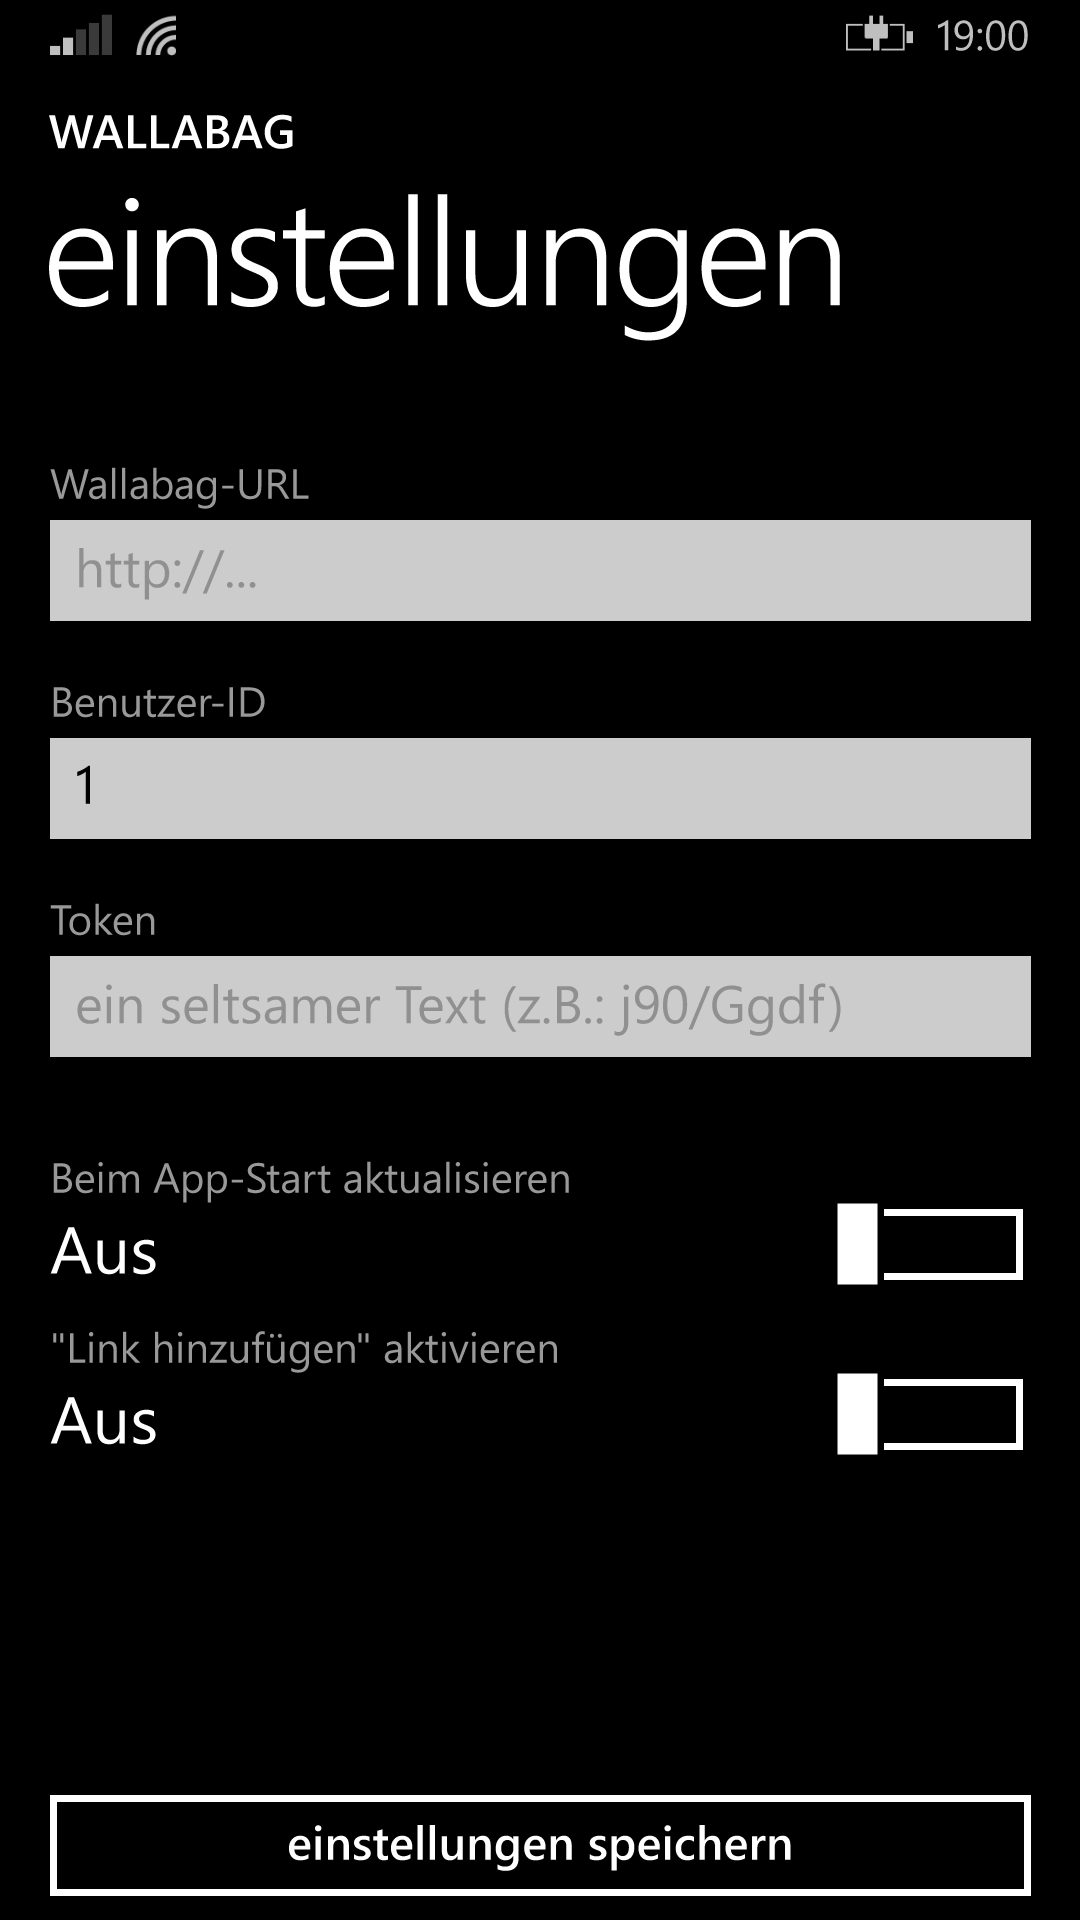 19:00
WALLABAG
einstellungen
Wallabag-URL
http://...
Benutzer-ID
1
Token
ein seltsamer Text (z.B.: j90/Ggdf)
Beim App-Start aktualisieren
Aus
"Link hinzufügen" aktivieren
Aus
einstellungen speichern